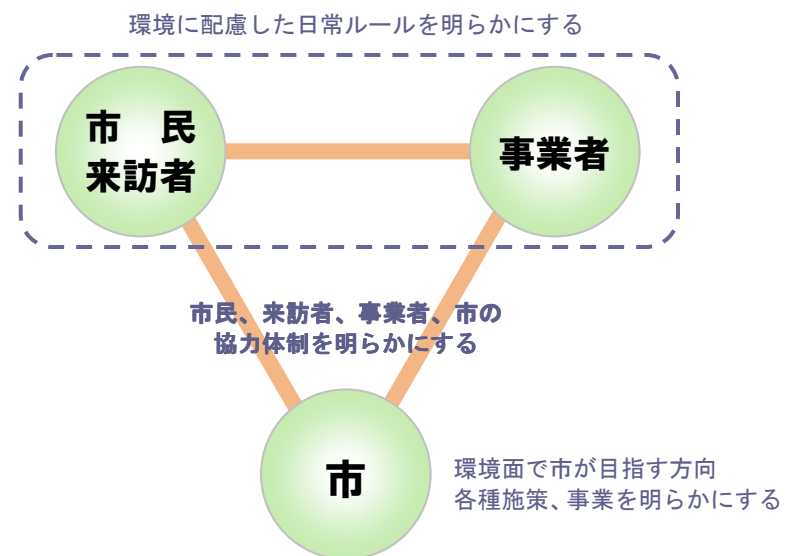 環境に配慮した日常ルールを明らかにする
市　民
来訪者
事業者
市民、来訪者、事業者、市の
協力体制を明らかにする
市
環境面で市が目指す方向
各種施策、事業を明らかにする